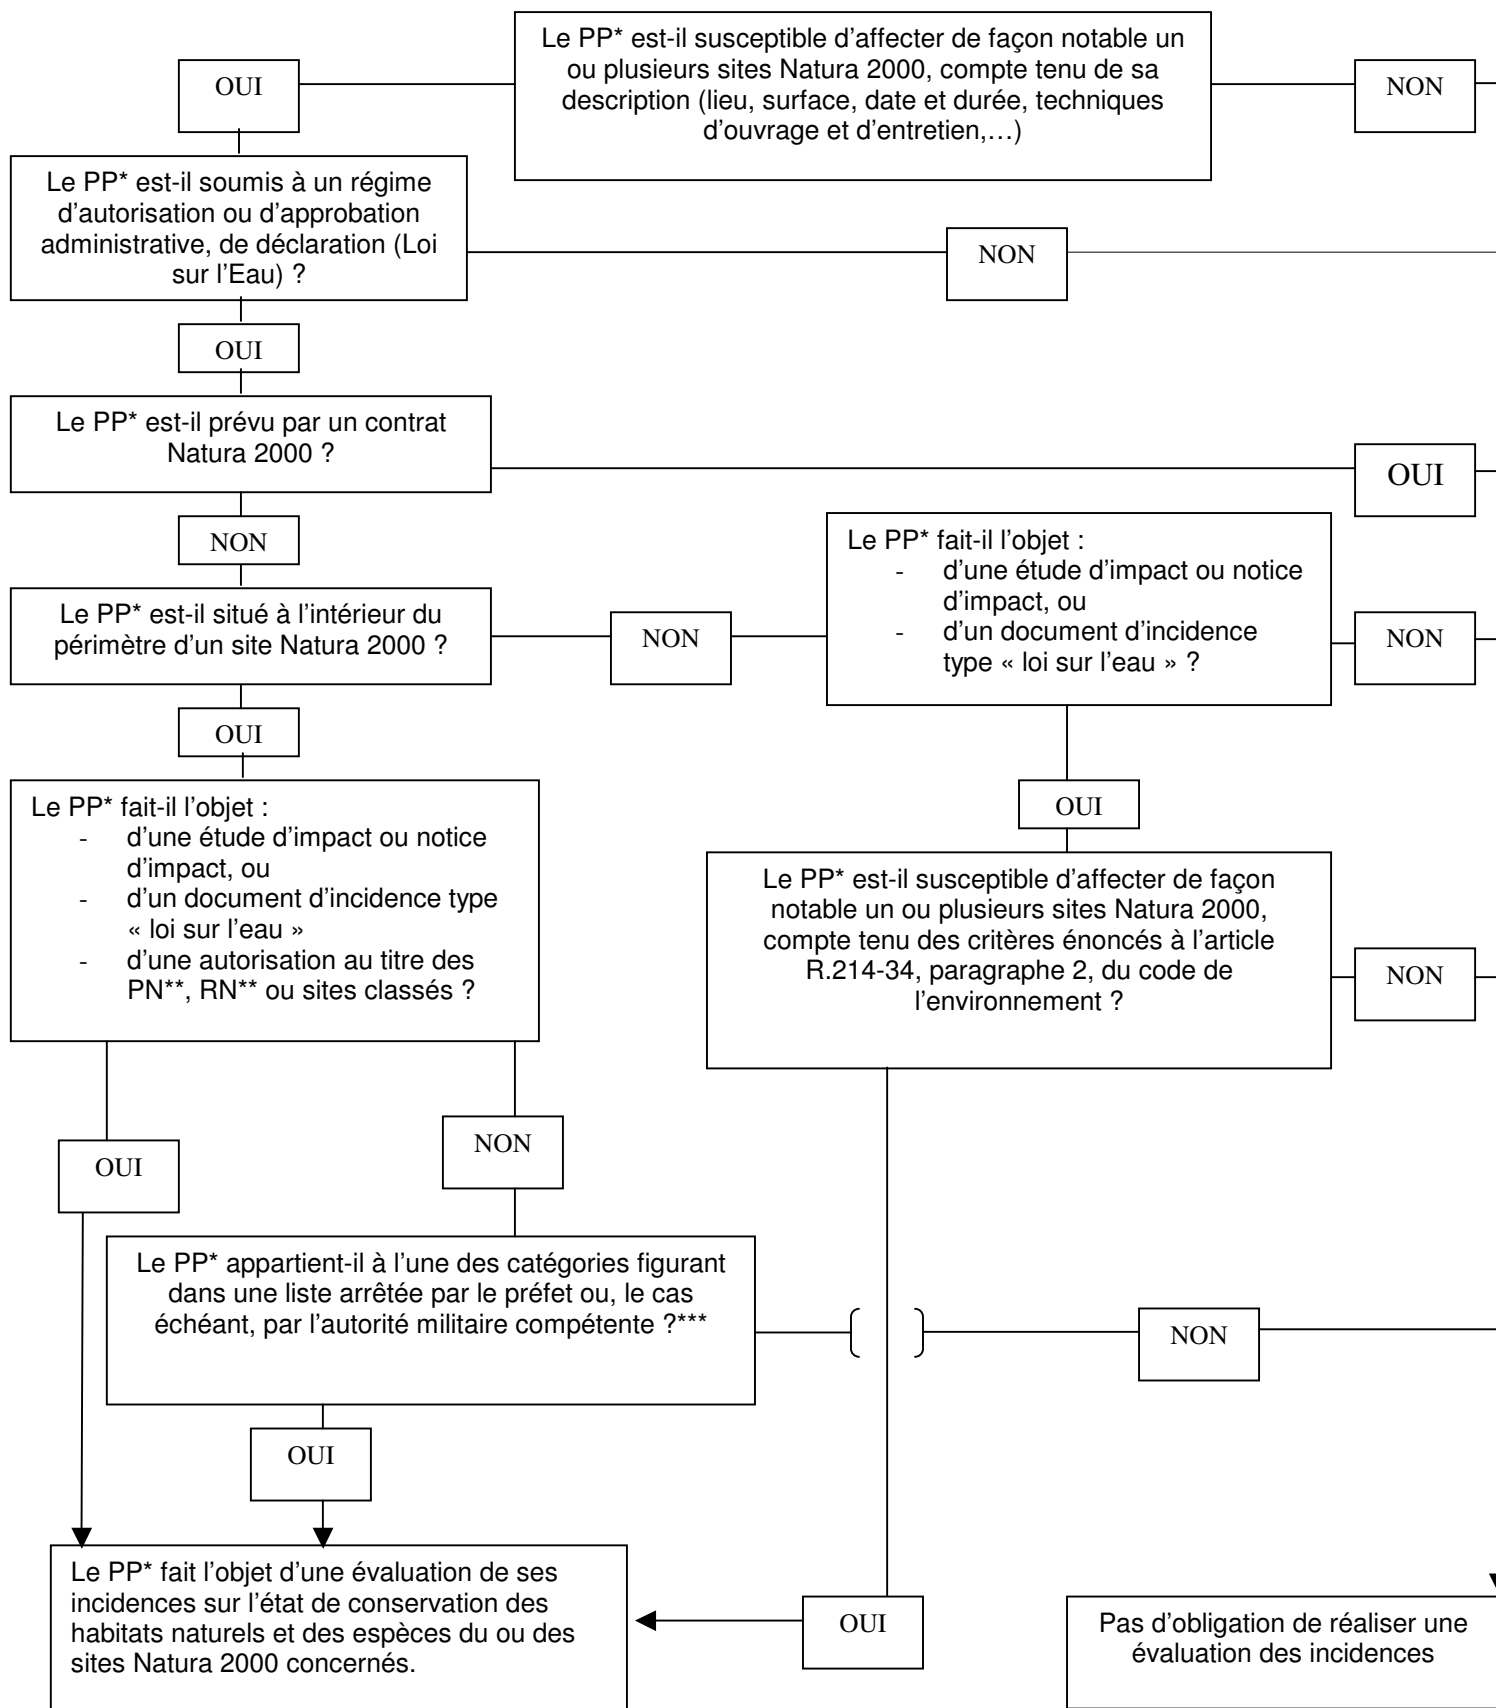 Le PP* est-il susceptible d'affecter de façon notable un
ou plusieurs sites Natura 2000, compte tenu de sa
description (lieu, surface, date et durée, techniques
d'ouvrage et d'entretien,…)
OUI
NON
Le PP* est-il soumis à un régime
d'autorisation ou d'approbation
administrative, de déclaration (Loi
sur l'Eau) ?
NON
OUI
Le PP* est-il prévu par un contrat
Natura 2000 ?
OUI
NON
Le PP* est-il situé à l'intérieur du
périmètre d'un site Natura 2000 ?
NON
Le PP* fait-il l'objet :
- d'une étude d'impact ou notice
d'impact, ou
- d'un document d'incidence
type « loi sur l'eau » ?
NON
OUI
OUI
Le PP* fait-il l'objet :
- d'une étude d'impact ou notice
d'impact, ou
- d'un document d'incidence type
« loi sur l'eau »
- d'une autorisation au titre des
PN**, RN** ou sites classés ?
Le PP* est-il susceptible d'affecter de façon
notable un ou plusieurs sites Natura 2000,
compte tenu des critères énoncés à l'article
R.214-34, paragraphe 2, du code de
l'environnement ?
NON
OUI
NON
Le PP* appartient-il à l'une des catégories figurant
dans une liste arrêtée par le préfet ou, le cas
échéant, par l'autorité militaire compétente ?***
NON
OUI
Le PP* fait l'objet d'une évaluation de ses
incidences sur l'état de conservation des
habitats naturels et des espèces du ou des
sites Natura 2000 concernés.
OUI
Pas d'obligation de réaliser une
évaluation des incidences